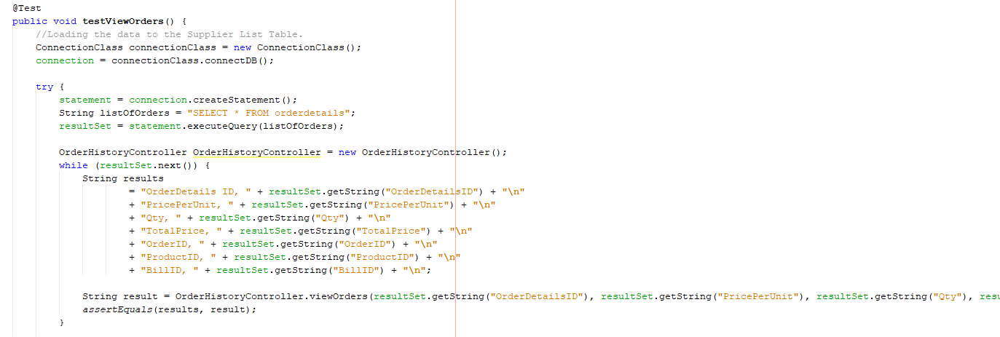 @Test
public void testViewOrders() {
//Loading the data to the Supplier List Table.
ConnectionClass connectionClass = new ConnectionClass();
connection = connectionClass.connectDB();
try {
statement = connection.createStatement();
String listOfOrders = "SELECT * FROM orderdetails";
resultSet = statement.executeQuery(listOfOrders);
OrderHistoryController OrderHistoryController = new OrderHistoryController();
while (resultSet.next()) {
String results
= "OrderDetails ID, " + resultSet.getString("OrderDetailsID") + "\n"
+ "PricePerUnit, " + resultSet.getString("PricePerUnit") + "\n"
+ "Qty, " + resultSet.getString("Qty") + "\n"
+ "TotalPrice, " + resultSet.getString("TotalPrice") + "\n"
+ "OrderID, " + resultSet.getString("OrderID") + "\n"
+ "ProductID, " + resultSet.getString("ProductID") + "\n"
+ "BillID, " + resultSet.getString("BillID") + "\n";
String result = OrderHistoryController.viewOrders(resultSet.getString("OrderDetailsID"), resultSet.getString("PricePerUnit"), resultSet.getString("Qty"),
assertEquals(results, result);
}